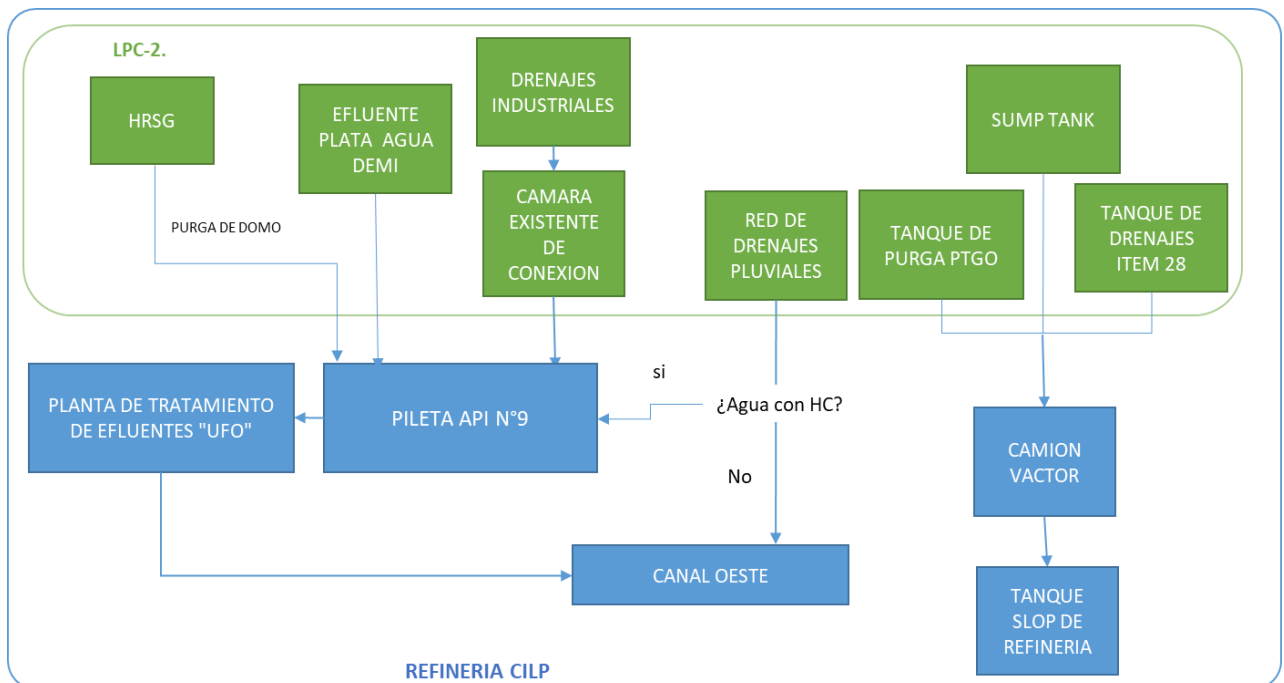 LPC-2.
HRSG
EFLUENTE
PLATA AGUA
DEMI
DRENAJES
INDUSTRIALES
SUMP TANK
CAMARA
EXISTENTE
DE
CONEXION
RED DE
DRENAJES
PLUVIALES
TANQUE DE
PURGA PTGO
TANQUE DE
DRENAJES
ITEM 28
PURGA DE DOMO
PLANTA DE TRATAMIENTO
DE EFLUENTES "UFO"
PILETA API N°9
si
¿Agua con HC?
No
CAMION
VACTOR
CANAL OESTE
TANQUE
SLOP DE
REFINERIA
REFINERIA CILP